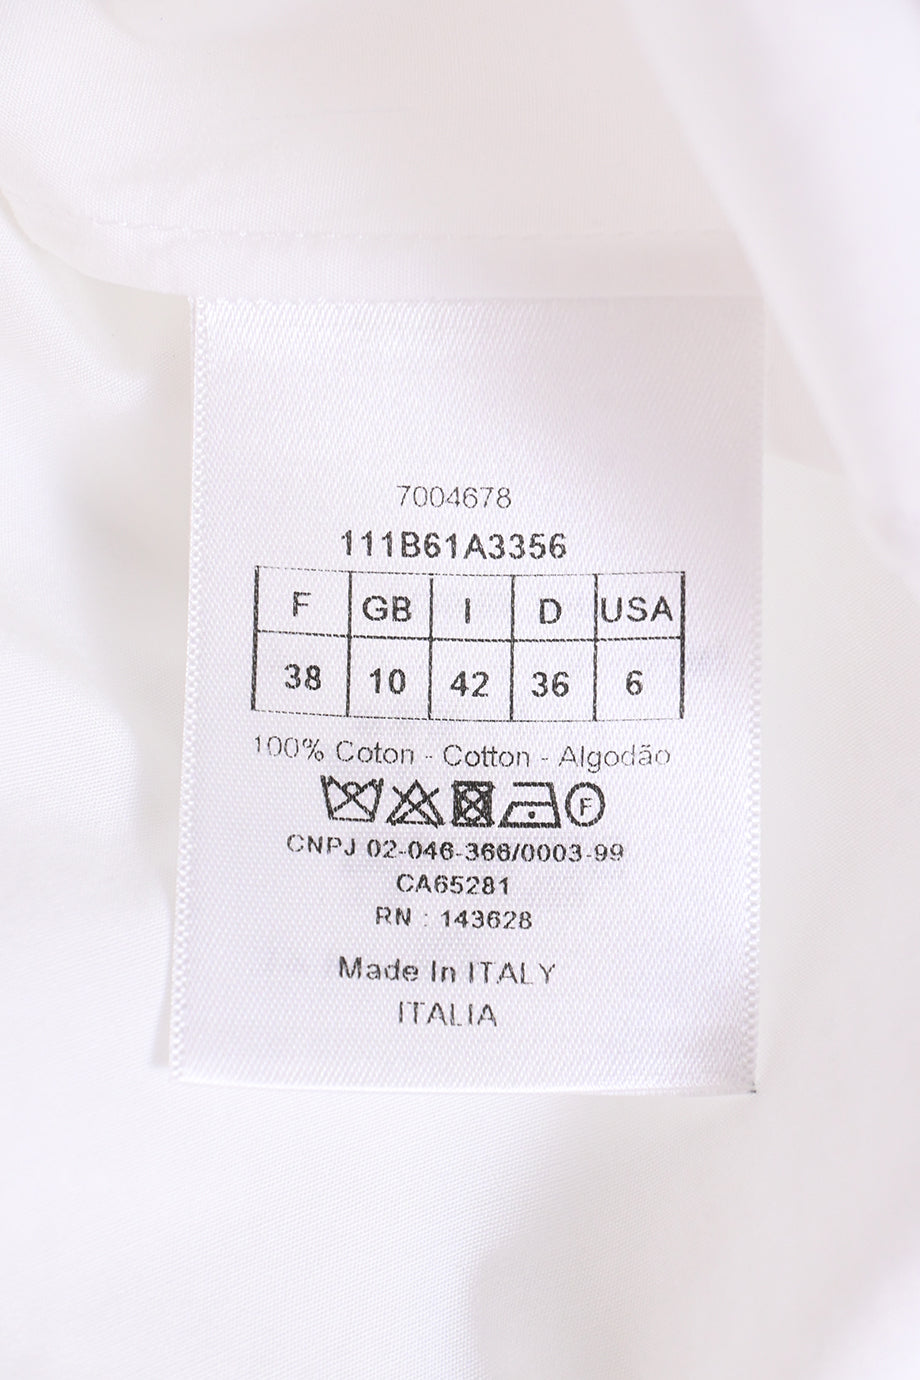 7004678
111B61A3356
F GB I D USA
38 10 42 36 6
100% Coton - Cotton - Algodão
F
CNPJ 02-046-366/0003-99
CA65281
RN : 143628
Made In ITALY
ITALIA